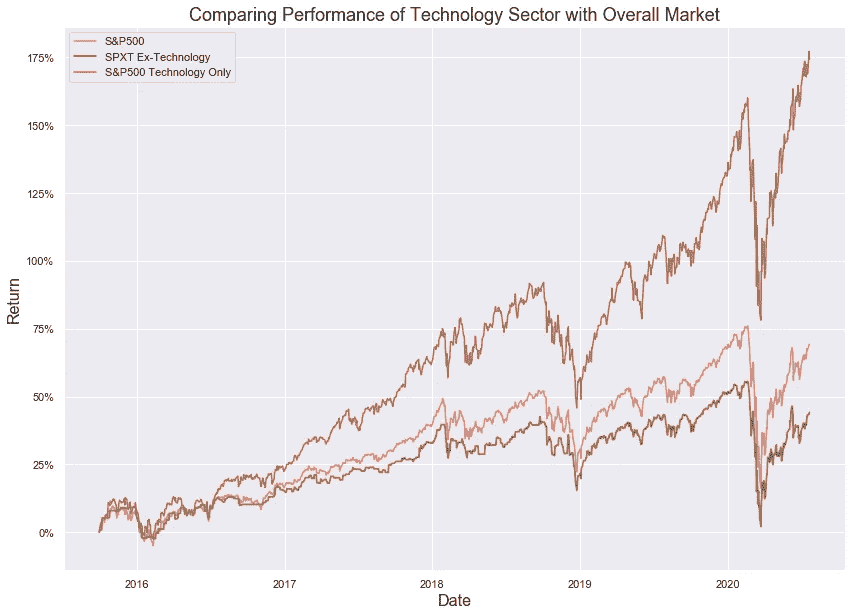 Comparing Performance of Technology Sector with Overall Market
S&P500
SPXT Ex-Technology
S&P500 Technology Only
175%
150%
125%
100%
75%
50%
25%
0%
Return
2016 2017 2018 2019 2020
Date